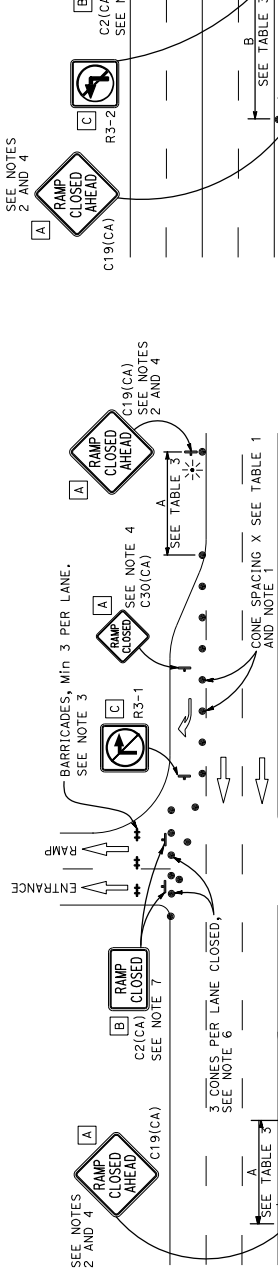 B
C2(CA)
C
R3-2
B
SEE TABLE 3
SEE NOTES
2 AND 4
A
RAMP
CLOSED
AHEAD
C19(CA)
A
RAMP
CLOSED
AHEAD
C19(CA)
SEE NOTES
2 AND 4
A
SEE TABLE 3
A
RAMP
CLOSED
SEE NOTE 4
C30(CA)
C
R3-1
BARRICADES, Min 3 PER LANE.
SEE NOTE 3
CONE SPACING X SEE TABLE 1
AND NOTE 1
RAMP
ENTRANCE
RAMP
CLOSED
B
C2(CA)
SEE NOTE 7
3 CONES PER LANE CLOSED,
SEE NOTE 6
A
RAMP
CLOSED
AHEAD
C19(CA)
SEE NOTES
2 AND 4
A
SEE TABLE 3